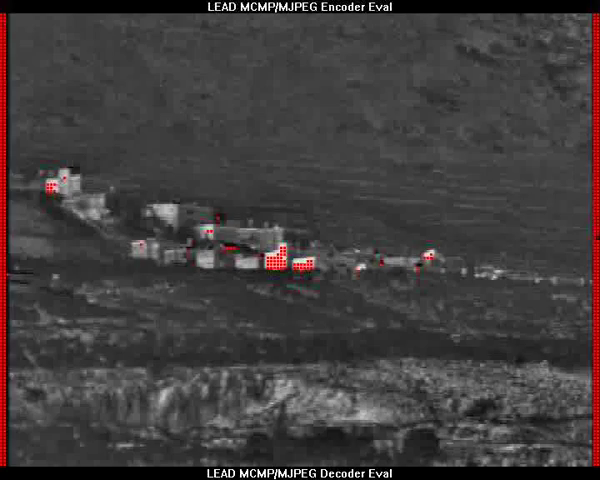 LEAD MCMP/MJPEG Encoder Eval
LEAD MCMP/MJPEG Decoder Eval